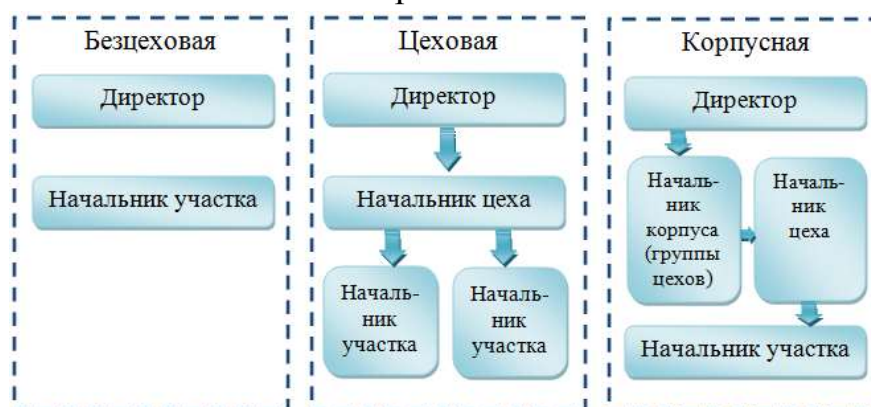 Безцеховая
Директор
Начальник участка
Цеховая
Директор
Начальник цеха
Началь-
ник
участка
Началь-
ник
участка
Корпусная
Директор
Началь-
ник
корпуса
(группы
цехов)
Началь-
ник
цеха
Начальник участка